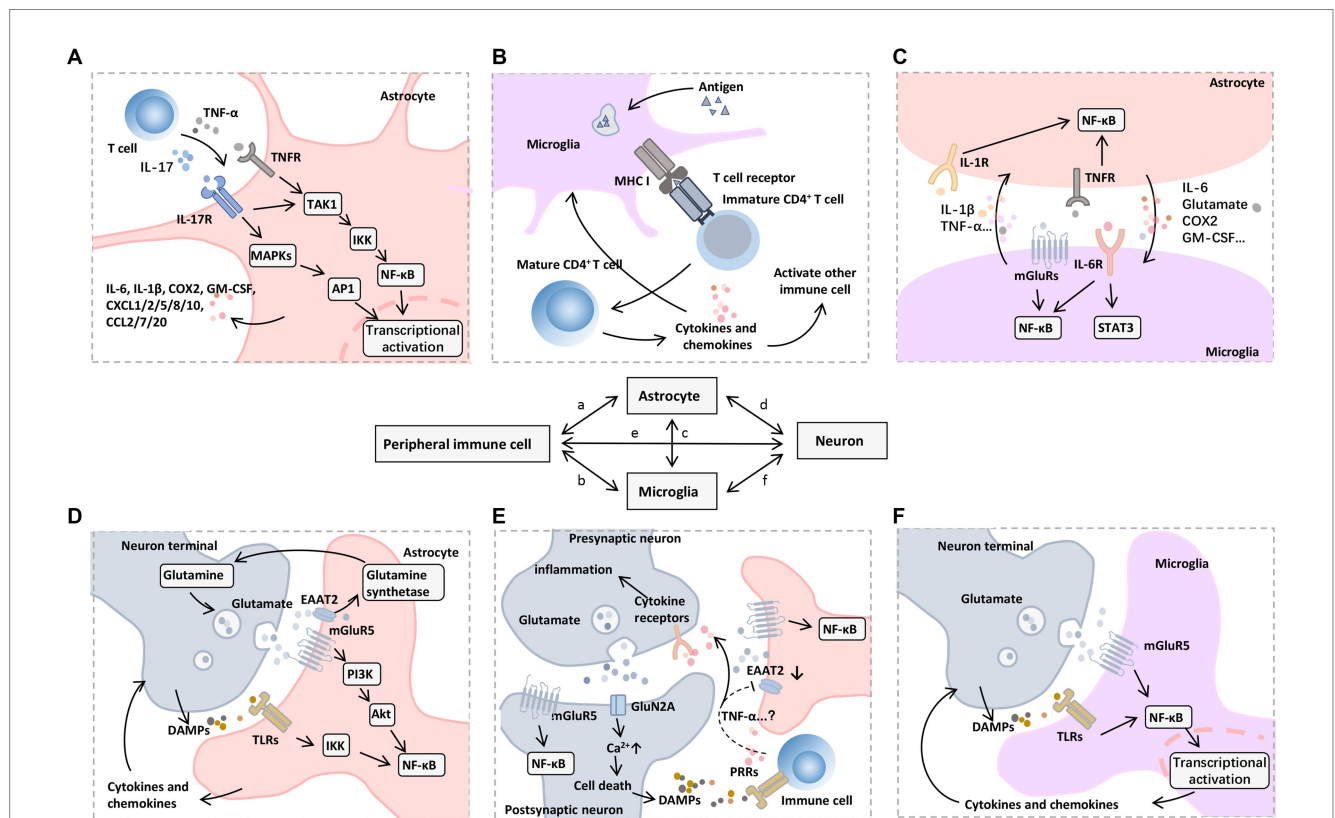 A
Astrocyte
TNF-α
T cell
IL-17
TNFR
IL-17R
TAK1
IKK
MAPKs
NF-κB
AP1
IL-6, IL-1β, COX2, GM-CSF,
CXCL1/2/5/8/10,
CCL2/7/20
Transcriptional
activation
B
Antigen
Microglia
MHC I
T cell receptor
Immature CD4⁺ T cell
Mature CD4⁺ T cell
Activate other
immune cell
Cytokines and
chemokines
C
Astrocyte
NF-κB
IL-1R
TNFR
IL-1β
TNF-α...
IL-6
Glutamate
COX2
GM-CSF...
mGluRs
IL-6R
NF-κB
STAT3
Microglia
Astrocyte
a
d
Peripheral immune cell
e
c
Neuron
b
f
Microglia
D
Neuron terminal
Astrocyte
Glutamine
Glutamine
synthetase
Glutamate
EAAT2
mGluR5
PI3K
Akt
DAMPs
TLRs
IKK
NF-κB
Cytokines and
chemokines
E
Presynaptic neuron
inflammation
Cytokine
receptors
Glutamate
NF-κB
EAAT2
mGluR5
GluN2A
TNF-α...?
Ca²⁺↑
NF-κB
Cell death
PRRs
DAMPs
Immune cell
Postsynaptic neuron
F
Neuron terminal
Microglia
Glutamate
mGluR5
DAMPs
TLRs
NF-κB
Transcriptional
activation
Cytokines and chemokines